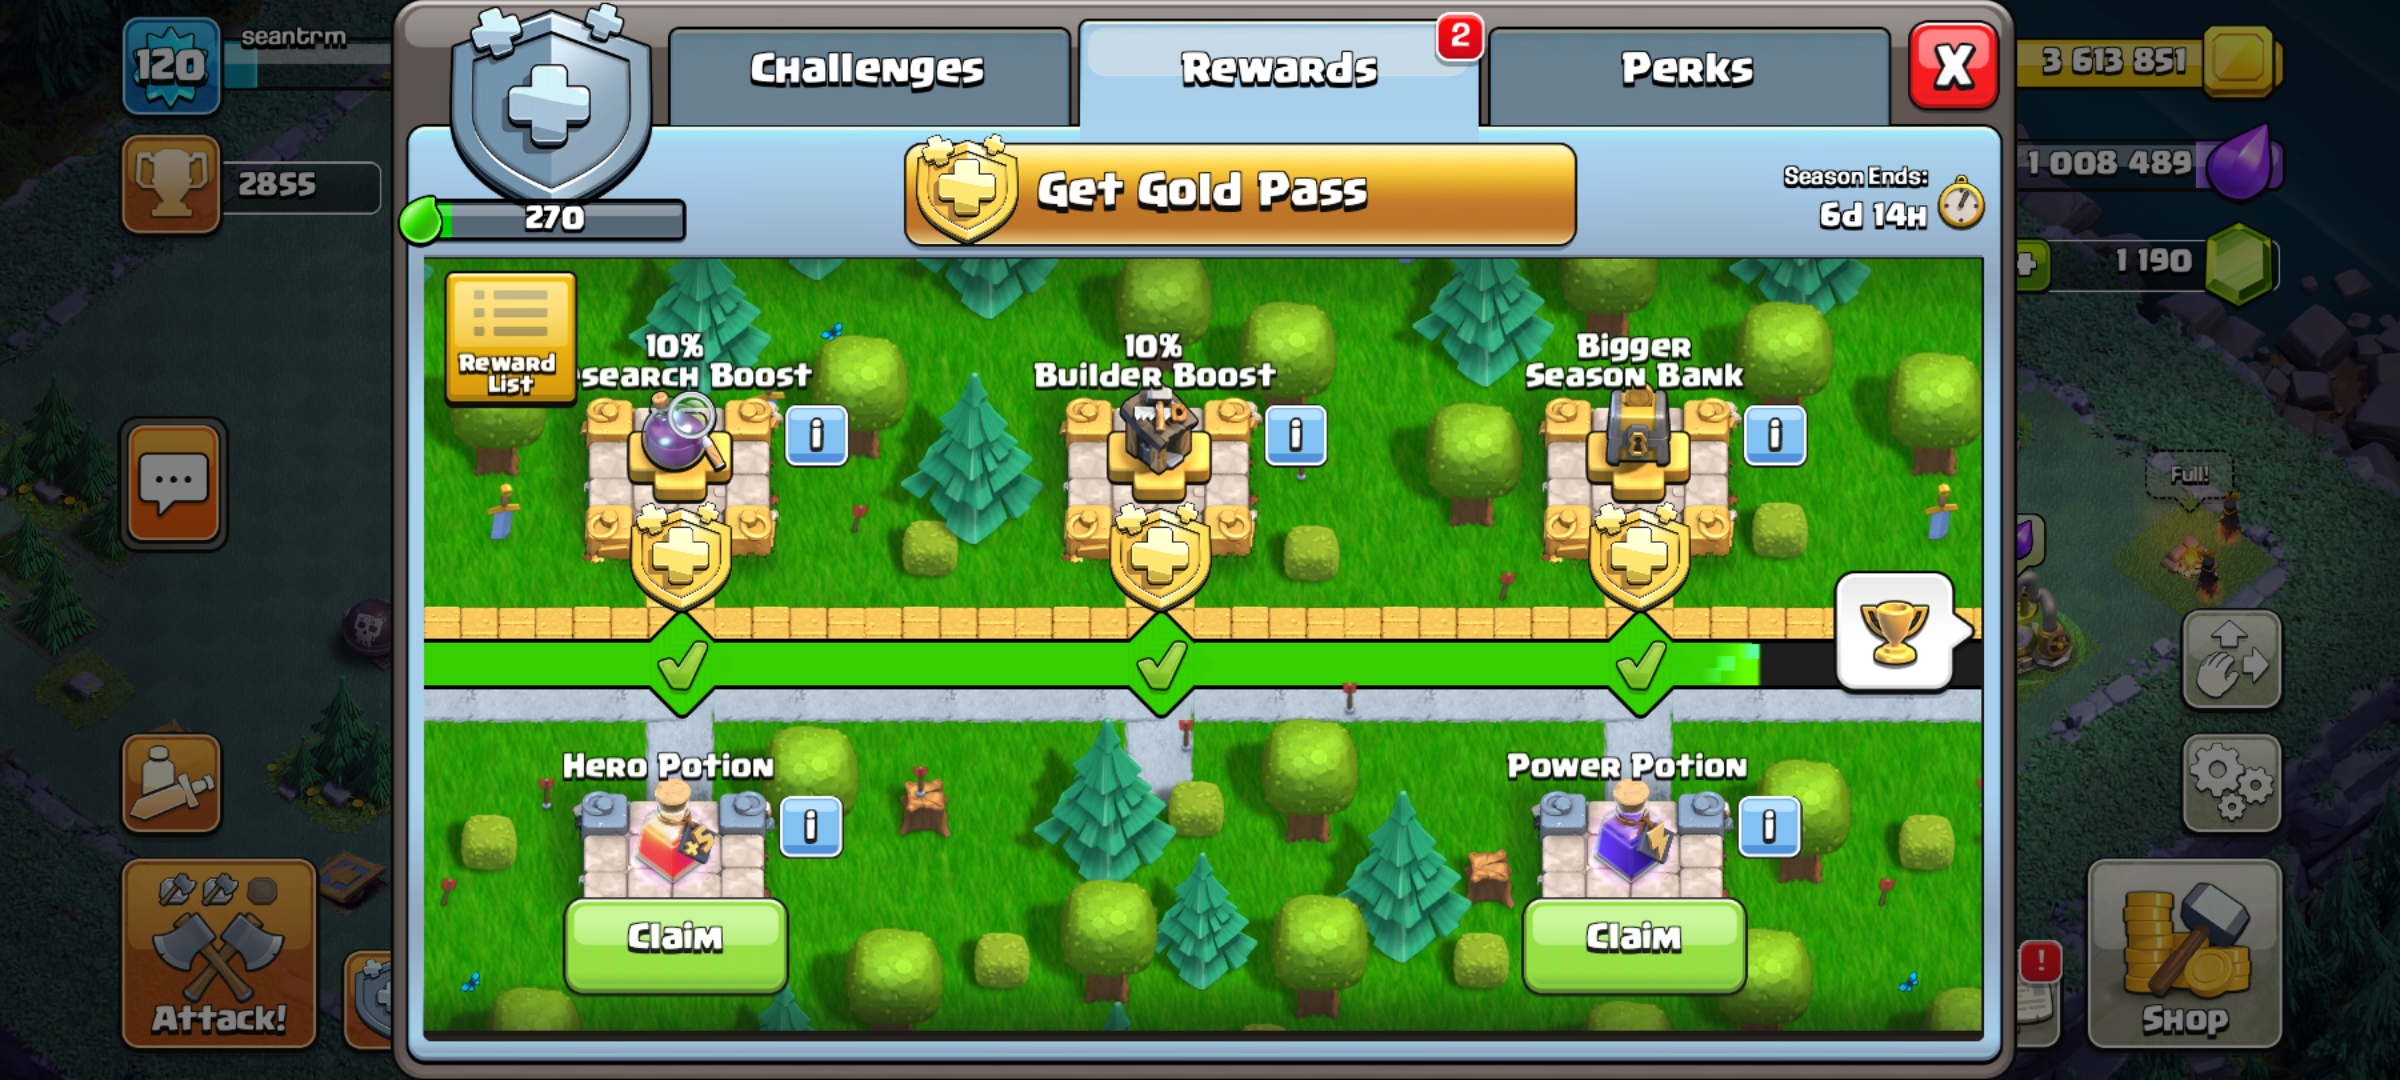 120
seantrm
Challenges
Rewards
2
Perks
X
3 613 851
2855
270
Get Gold Pass
Season Ends:
6d 14h
1 008 489
1 190
Reward
List
10%
search Boost
10%
Builder Boost
Bigger
Season Bank
i
i
i
Full!
Hero Potion
Power Potion
x5
i
i
Claim
Claim
Attack!
!
Shop